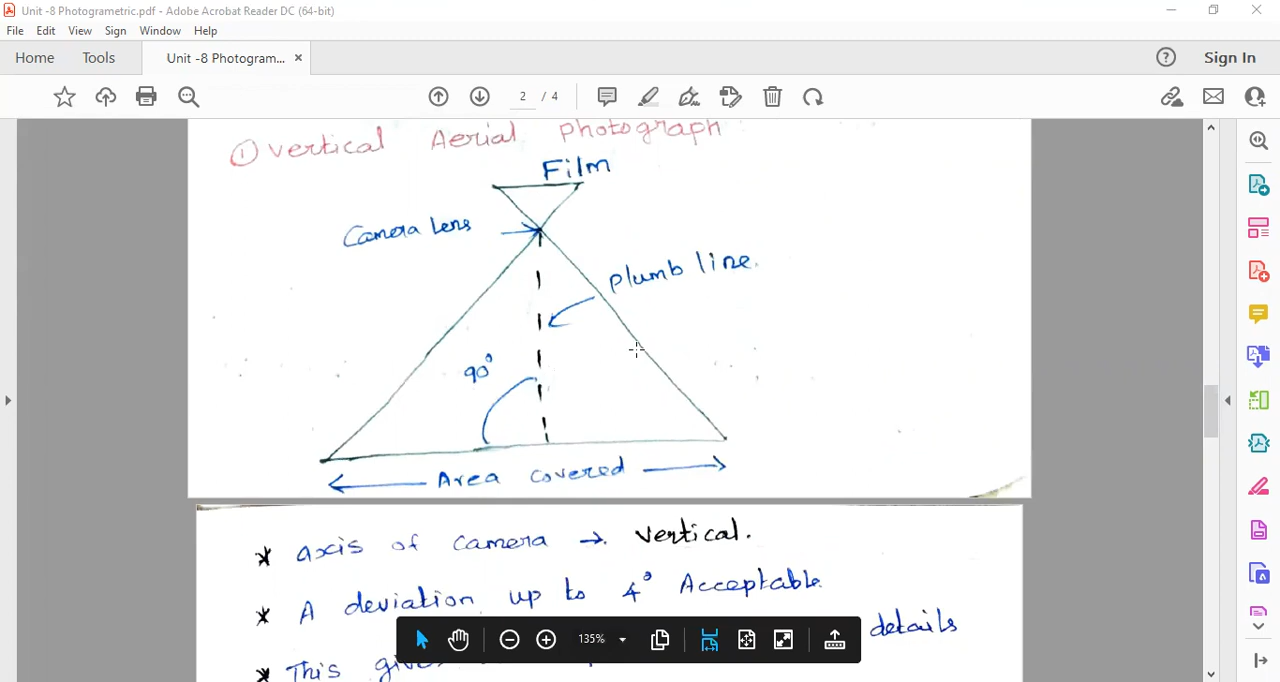 Unit -8 Photogrametric.pdf - Adobe Acrobat Reader DC (64-bit)
File Edit View Sign Window Help
Home Tools Unit -8 Photogram... × Sign In
2 / 4
① Vertical Aerial Photograph
Film
Camera Lens
plumb line.
90°
Area covered
* axis of camera → vertical.
* A deviation up to 4° Acceptable
135%
details
* This